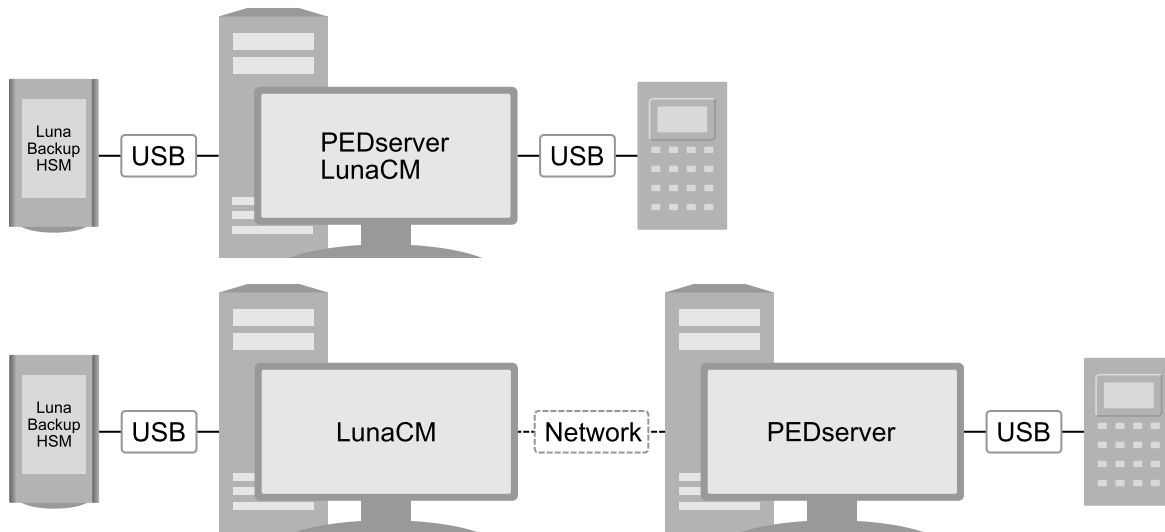 Luna
Backup
HSM
USB
PEDserver
LunaCM
USB
Luna
Backup
HSM
USB
LunaCM
Network
PEDserver
USB